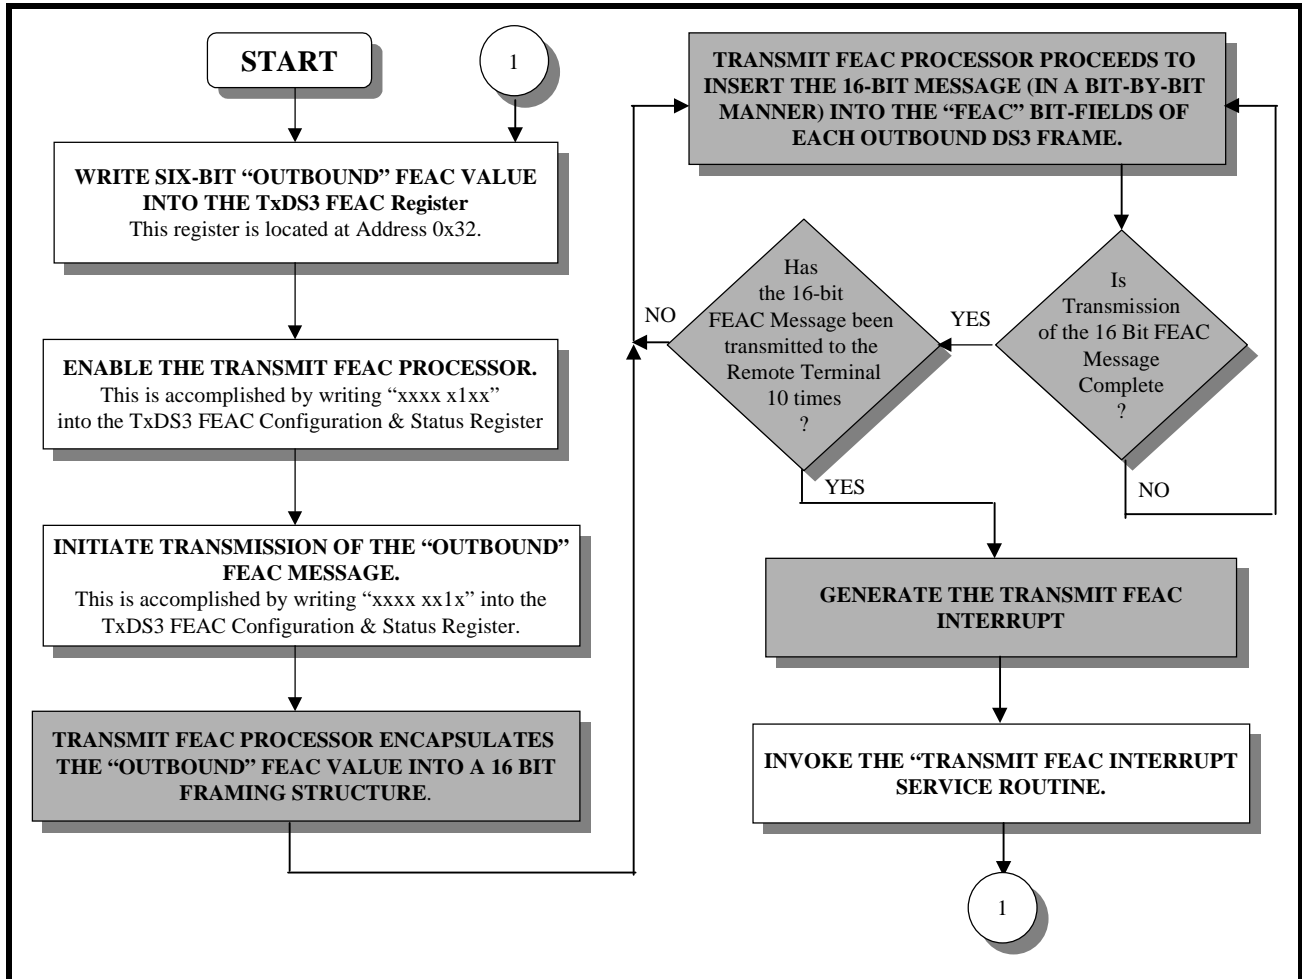 START
1
WRITE SIX-BIT “OUTBOUND” FEAC VALUE
INTO THE TxDS3 FEAC Register
This register is located at Address 0x32.
ENABLE THE TRANSMIT FEAC PROCESSOR.
This is accomplished by writing “xxxx x1xx”
into the TxDS3 FEAC Configuration & Status Register
INITIATE TRANSMISSION OF THE “OUTBOUND”
FEAC MESSAGE.
This is accomplished by writing “xxxx xx1x” into the
TxDS3 FEAC Configuration & Status Register.
TRANSMIT FEAC PROCESSOR ENCAPSULATES
THE “OUTBOUND” FEAC VALUE INTO A 16 BIT
FRAMING STRUCTURE.
TRANSMIT FEAC PROCESSOR PROCEEDS TO
INSERT THE 16-BIT MESSAGE (IN A BIT-BY-BIT
MANNER) INTO THE “FEAC” BIT-FIELDS OF
EACH OUTBOUND DS3 FRAME.
Is
Transmission
of the 16 Bit FEAC
Message
Complete
?
NO
YES
Has
the 16-bit
FEAC Message been
transmitted to the
Remote Terminal
10 times
?
NO
YES
GENERATE THE TRANSMIT FEAC
INTERRUPT
INVOKE THE “TRANSMIT FEAC INTERRUPT
SERVICE ROUTINE.
1